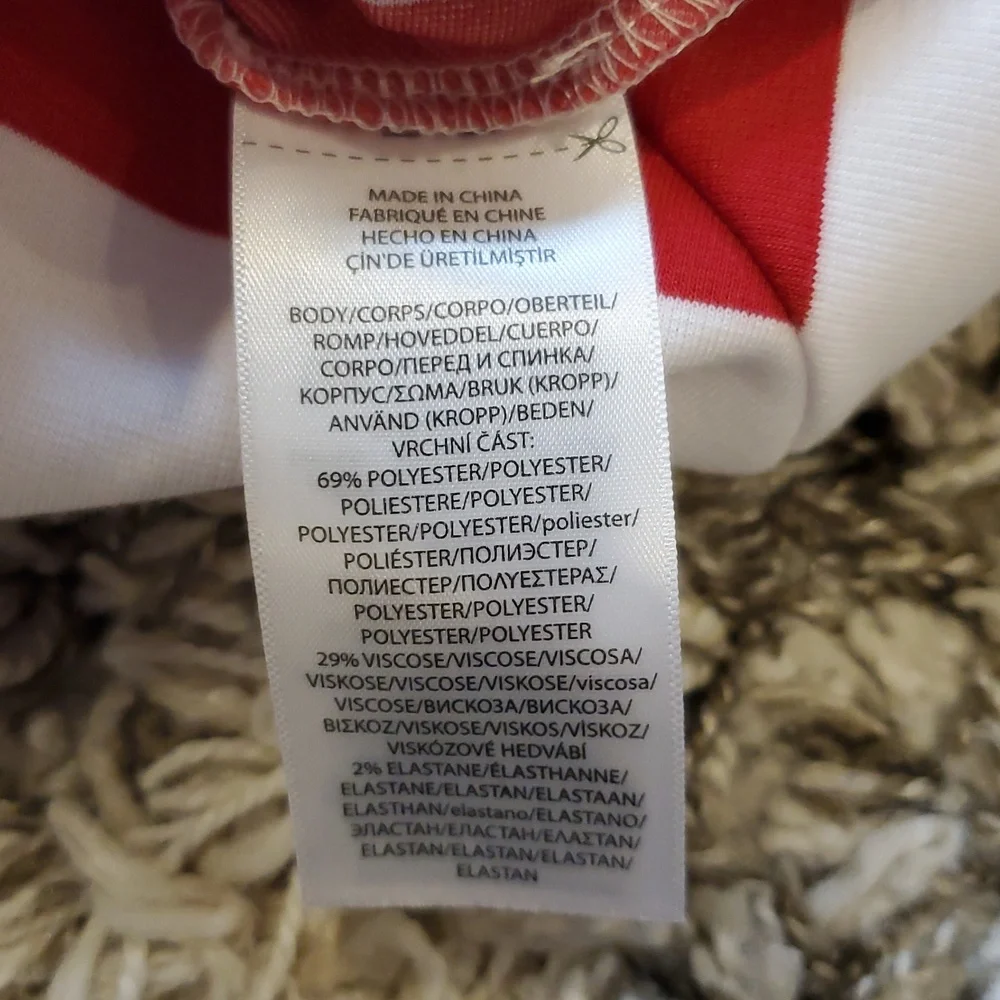 MADE IN CHINA
FABRIQUÉ EN CHINE
HECHO EN CHINA
ÇİN'DE ÜRETİLMİŞTİR
BODY/CORPS/CORPO/OBERTEIL/
ROMP/HOVEDDEL/CUERPO/
CORPO/ПЕРЕД И СПИНКА/
КОРПУС/ΣΩΜΑ/BRUK (KROPP)/
ANVÄND (KROPP)/BEDEN/
VRCHNÍ ČÁST:
69% POLYESTER/POLYESTER/
POLIESTERE/POLYESTER/
POLYESTER/POLYESTER/poliester/
POLIÉSTER/ПОЛИЭСТЕР/
ПОЛИЕСТЕР/ΠΟΛΥΕΣΤΕΡΑΣ/
POLYESTER/POLYESTER/
POLYESTER/POLYESTER
29% VISCOSE/VISCOSE/VISCOSA/
VISKOSE/VISCOSE/VISKOSE/viscosa/
VISCOSE/ВИСКОЗА/ВИСКОЗА/
ΒΙΣΚΟΖ/VISKOSE/VISKOS/VİSKOZ/
VISKÓZOVÉ HEDVÁBÍ
2% ELASTANE/ÉLASTHANNE/
ELASTANE/ELASTAN/ELASTAAN/
ELASTHAN/elastano/ELASTANO/
ЭЛАСТАН/ЕЛАСТАН/ΕΛΑΣΤΑΝ/
ELASTAN/ELASTAN/ELASTAN/
ELASTAN